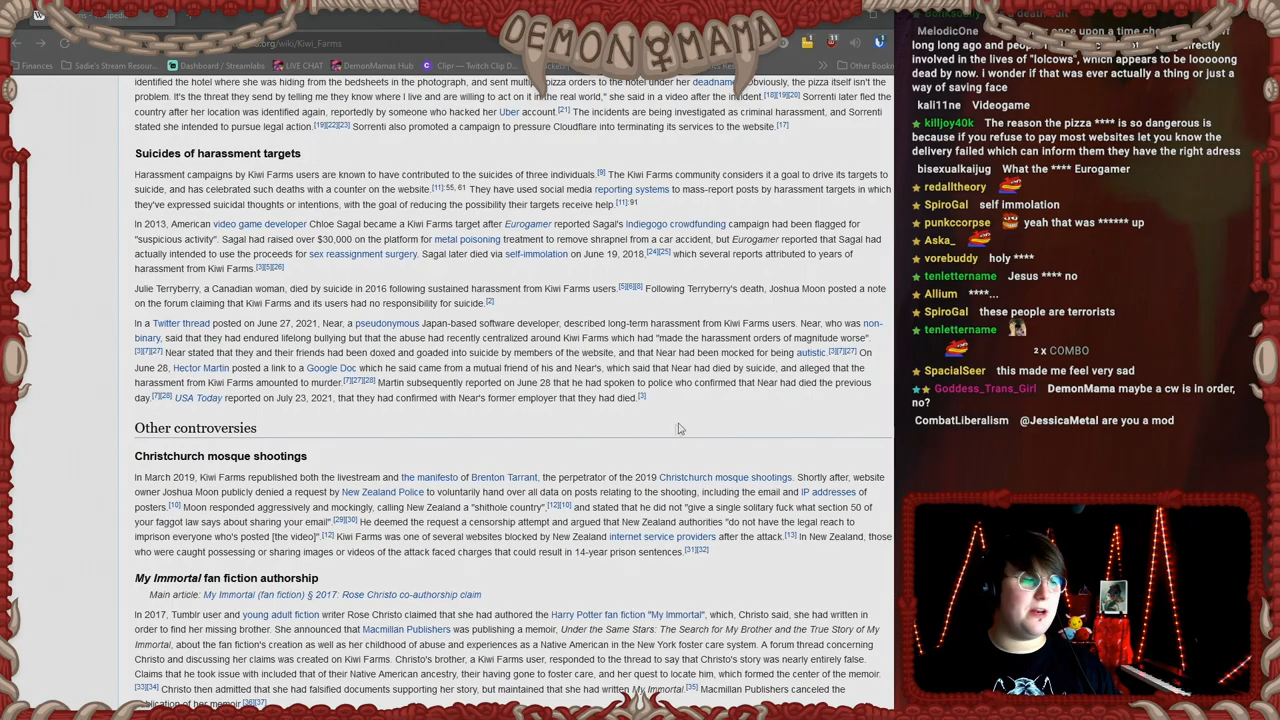 DEMON MAMA
.org/wiki/Kiwi_Farms
Finances
Sadie's Stream Resource...
Dashboard / Streamlabs
LIVE CHAT
DemonMamas Hub
Clip — Twitch Clip D...
Other Bookm
identified the hotel where she was hiding from the bedsheets in the photograph, and sent multiple pizza orders to the hotel under her deadname. "Obviously, the pizza itself isn't the
problem. It's the threat they send by telling me they know where I live and are willing to act on it in the real world," she said in a video after the incident.[18][19][20] Sorrenti later fled the
country after her location was identified again, reportedly by someone who hacked her Uber account.[21] The incidents are being investigated as criminal harassment, and Sorrenti
stated she intended to pursue legal action.[19][22][23] Sorrenti also promoted a campaign to pressure Cloudflare into terminating its services to the website.[17]
Suicides of harassment targets
Harassment campaigns by Kiwi Farms users are known to have contributed to the suicides of three individuals.[9] The Kiwi Farms community considers it a goal to drive its targets to
suicide, and has celebrated such deaths with a counter on the website.[11]: 55, 61 They have used social media reporting systems to mass-report posts by harassment targets in which
they've expressed suicidal thoughts or intentions, with the goal of reducing the possibility their targets receive help.[11]: 91
In 2013, American video game developer Chloe Sagal became a Kiwi Farms target after Eurogamer reported Sagal's Indiegogo crowdfunding campaign had been flagged for
"suspicious activity". Sagal had raised over $30,000 on the platform for metal poisoning treatment to remove shrapnel from a car accident, but Eurogamer reported that Sagal had
actually intended to use the proceeds for sex reassignment surgery. Sagal later died via self-immolation on June 19, 2018,[24][25] which several reports attributed to years of
harassment from Kiwi Farms.[3][5][26]
Julie Terryberry, a Canadian woman, died by suicide in 2016 following sustained harassment from Kiwi Farms users.[5][6][8] Following Terryberry's death, Joshua Moon posted a note
on the forum claiming that Kiwi Farms and its users had no responsibility for suicide.[2]
In a Twitter thread posted on June 27, 2021, Near, a pseudonymous Japan-based software developer, described long-term harassment from Kiwi Farms users. Near, who was non-
binary, said that they had endured lifelong bullying but that the abuse had recently centralized around Kiwi Farms which had "made the harassment orders of magnitude worse".
[3][7][27] Near stated that they and their friends had been doxed and goaded into suicide by members of the website, and that Near had been mocked for being autistic.[3][7][27] On
June 28, Hector Martin posted a link to a Google Doc which he said came from a mutual friend of his and Near's, which said that Near had died by suicide, and alleged that the
harassment from Kiwi Farms amounted to murder.[7][27][28] Martin subsequently reported on June 28 that he had spoken to police who confirmed that Near had died the previous
day.[7][28] USA Today reported on July 23, 2021, that they had confirmed with Near's former employer that they had died.[3]
Other controversies
Christchurch mosque shootings
In March 2019, Kiwi Farms republished both the livestream and the manifesto of Brenton Tarrant, the perpetrator of the 2019 Christchurch mosque shootings. Shortly after, website
owner Joshua Moon publicly denied a request by New Zealand Police to voluntarily hand over all data on posts relating to the shooting, including the email and IP addresses of
posters.[10] Moon responded aggressively and mockingly, calling New Zealand a "shithole country",[12][10] and stated that he did not "give a single solitary fuck what section 50 of
your faggot law says about sharing your email".[29][30] He deemed the request a censorship attempt and argued that New Zealand authorities "do not have the legal reach to
imprison everyone who's posted [the video]".[12] Kiwi Farms was one of several websites blocked by New Zealand internet service providers after the attack.[13] In New Zealand, those
who were caught possessing or sharing images or videos of the attack faced charges that could result in 14-year prison sentences.[31][32]
My Immortal fan fiction authorship
Main article: My Immortal (fan fiction) § 2017: Rose Christo co-authorship claim
In 2017, Tumblr user and young adult fiction writer Rose Christo claimed that she had authored the Harry Potter fan fiction "My Immortal", which, Christo said, she had written in
order to find her missing brother. She announced that Macmillan Publishers was publishing a memoir, Under the Same Stars: The Search for My Brother and the True Story of My
Immortal, about the fan fiction's creation as well as her childhood of abuse and experiences as a Native American in the New York foster care system. A forum thread concerning
Christo and discussing her claims was created on Kiwi Farms. Christo's brother, a Kiwi Farms user, responded to the thread to say that Christo's story was nearly entirely false.
Claims that he took issue with included that of their Native American ancestry, their having gone to foster care, and her quest to locate him, which formed the center of the memoir.
[33][34] Christo then admitted that she had falsified documents supporting her story, but maintained that she had written My Immortal.[35] Macmillan Publishers canceled the
publication of her memoir.[36][37]
MelodicOne once upon a time
long long ago and people directly
involved in the lives of "lolcows", which appears to be looooong
dead by now. i wonder if that was ever actually a thing or just a
way of saving face
kali11ne Videogame
killjoy40k The reason the pizza **** is so dangerous is
because if you refuse to pay most websites let you know the
delivery failed which can inform them they have the right adress
bisexualkaijug What the **** Eurogamer
redalltheory
SpiroGal self immolation
punkccorpse yeah that was ****** up
Aska_
vorebuddy holy ****
tenlettername Jesus **** no
Allium ****...
SpiroGal these people are terrorists
tenlettername
2 x COMBO
SpacialSeer this made me feel very sad
Goddess_Trans_Girl DemonMama maybe a cw is in order,
no?
CombatLiberalism @JessicaMetal are you a mod